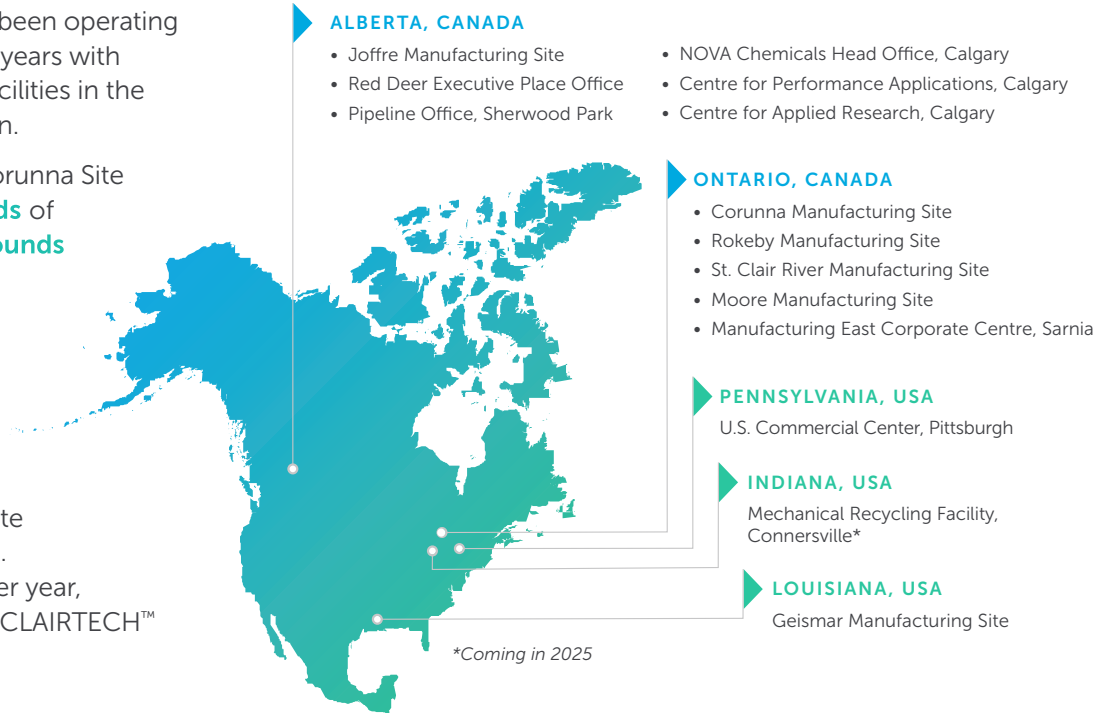 been operating
years with
cilities in the
n.
orunna Site
ds of
ounds
te
.
er year,
CLAIRTECH™
ALBERTA, CANADA
• Joffre Manufacturing Site
• Red Deer Executive Place Office
• Pipeline Office, Sherwood Park
• NOVA Chemicals Head Office, Calgary
• Centre for Performance Applications, Calgary
• Centre for Applied Research, Calgary
ONTARIO, CANADA
• Corunna Manufacturing Site
• Rokeby Manufacturing Site
• St. Clair River Manufacturing Site
• Moore Manufacturing Site
• Manufacturing East Corporate Centre, Sarnia
PENNSYLVANIA, USA
U.S. Commercial Center, Pittsburgh
INDIANA, USA
Mechanical Recycling Facility,
Connersville*
LOUISIANA, USA
Geismar Manufacturing Site
*Coming in 2025